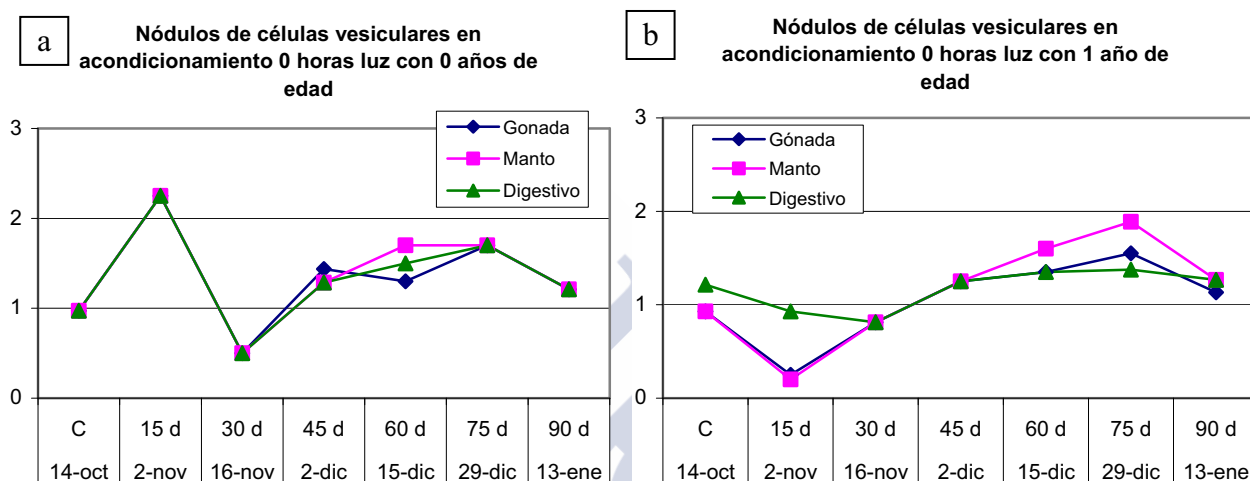 a
Nódulos de células vesiculares en
acondicionamiento 0 horas luz con 0 años de
edad
3
2
1
0
Gonada
Manto
Digestivo
C 15 d 30 d 45 d 60 d 75 d 90 d
14-oct 2-nov 16-nov 2-dic 15-dic 29-dic 13-ene
b
Nódulos de células vesiculares en
acondicionamiento 0 horas luz con 1 año de
edad
3
2
1
0
Gónada
Manto
Digestivo
C 15 d 30 d 45 d 60 d 75 d 90 d
14-oct 2-nov 16-nov 2-dic 15-dic 29-dic 13-ene